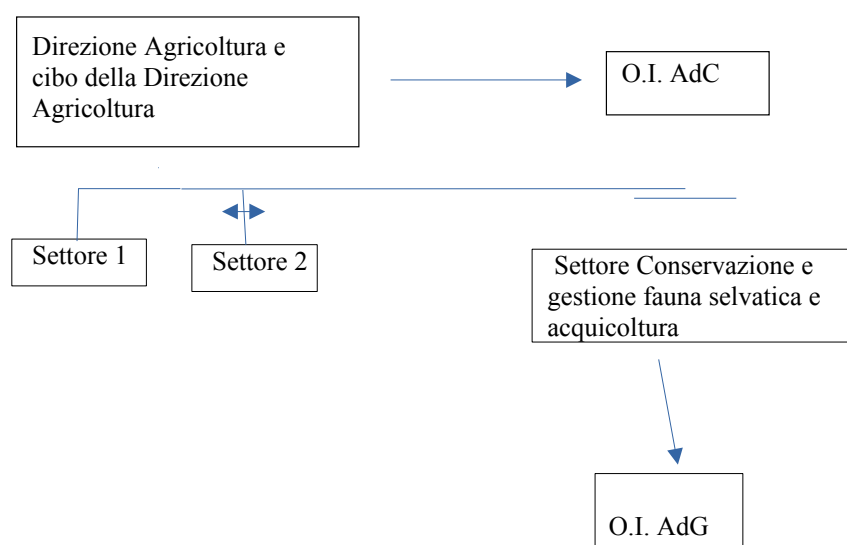 Direzione Agricoltura e
cibo della Direzione
Agricoltura
O.I. AdC
Settore 1
Settore 2
Settore Conservazione e
gestione fauna selvatica e
acquicoltura
O.I. AdG